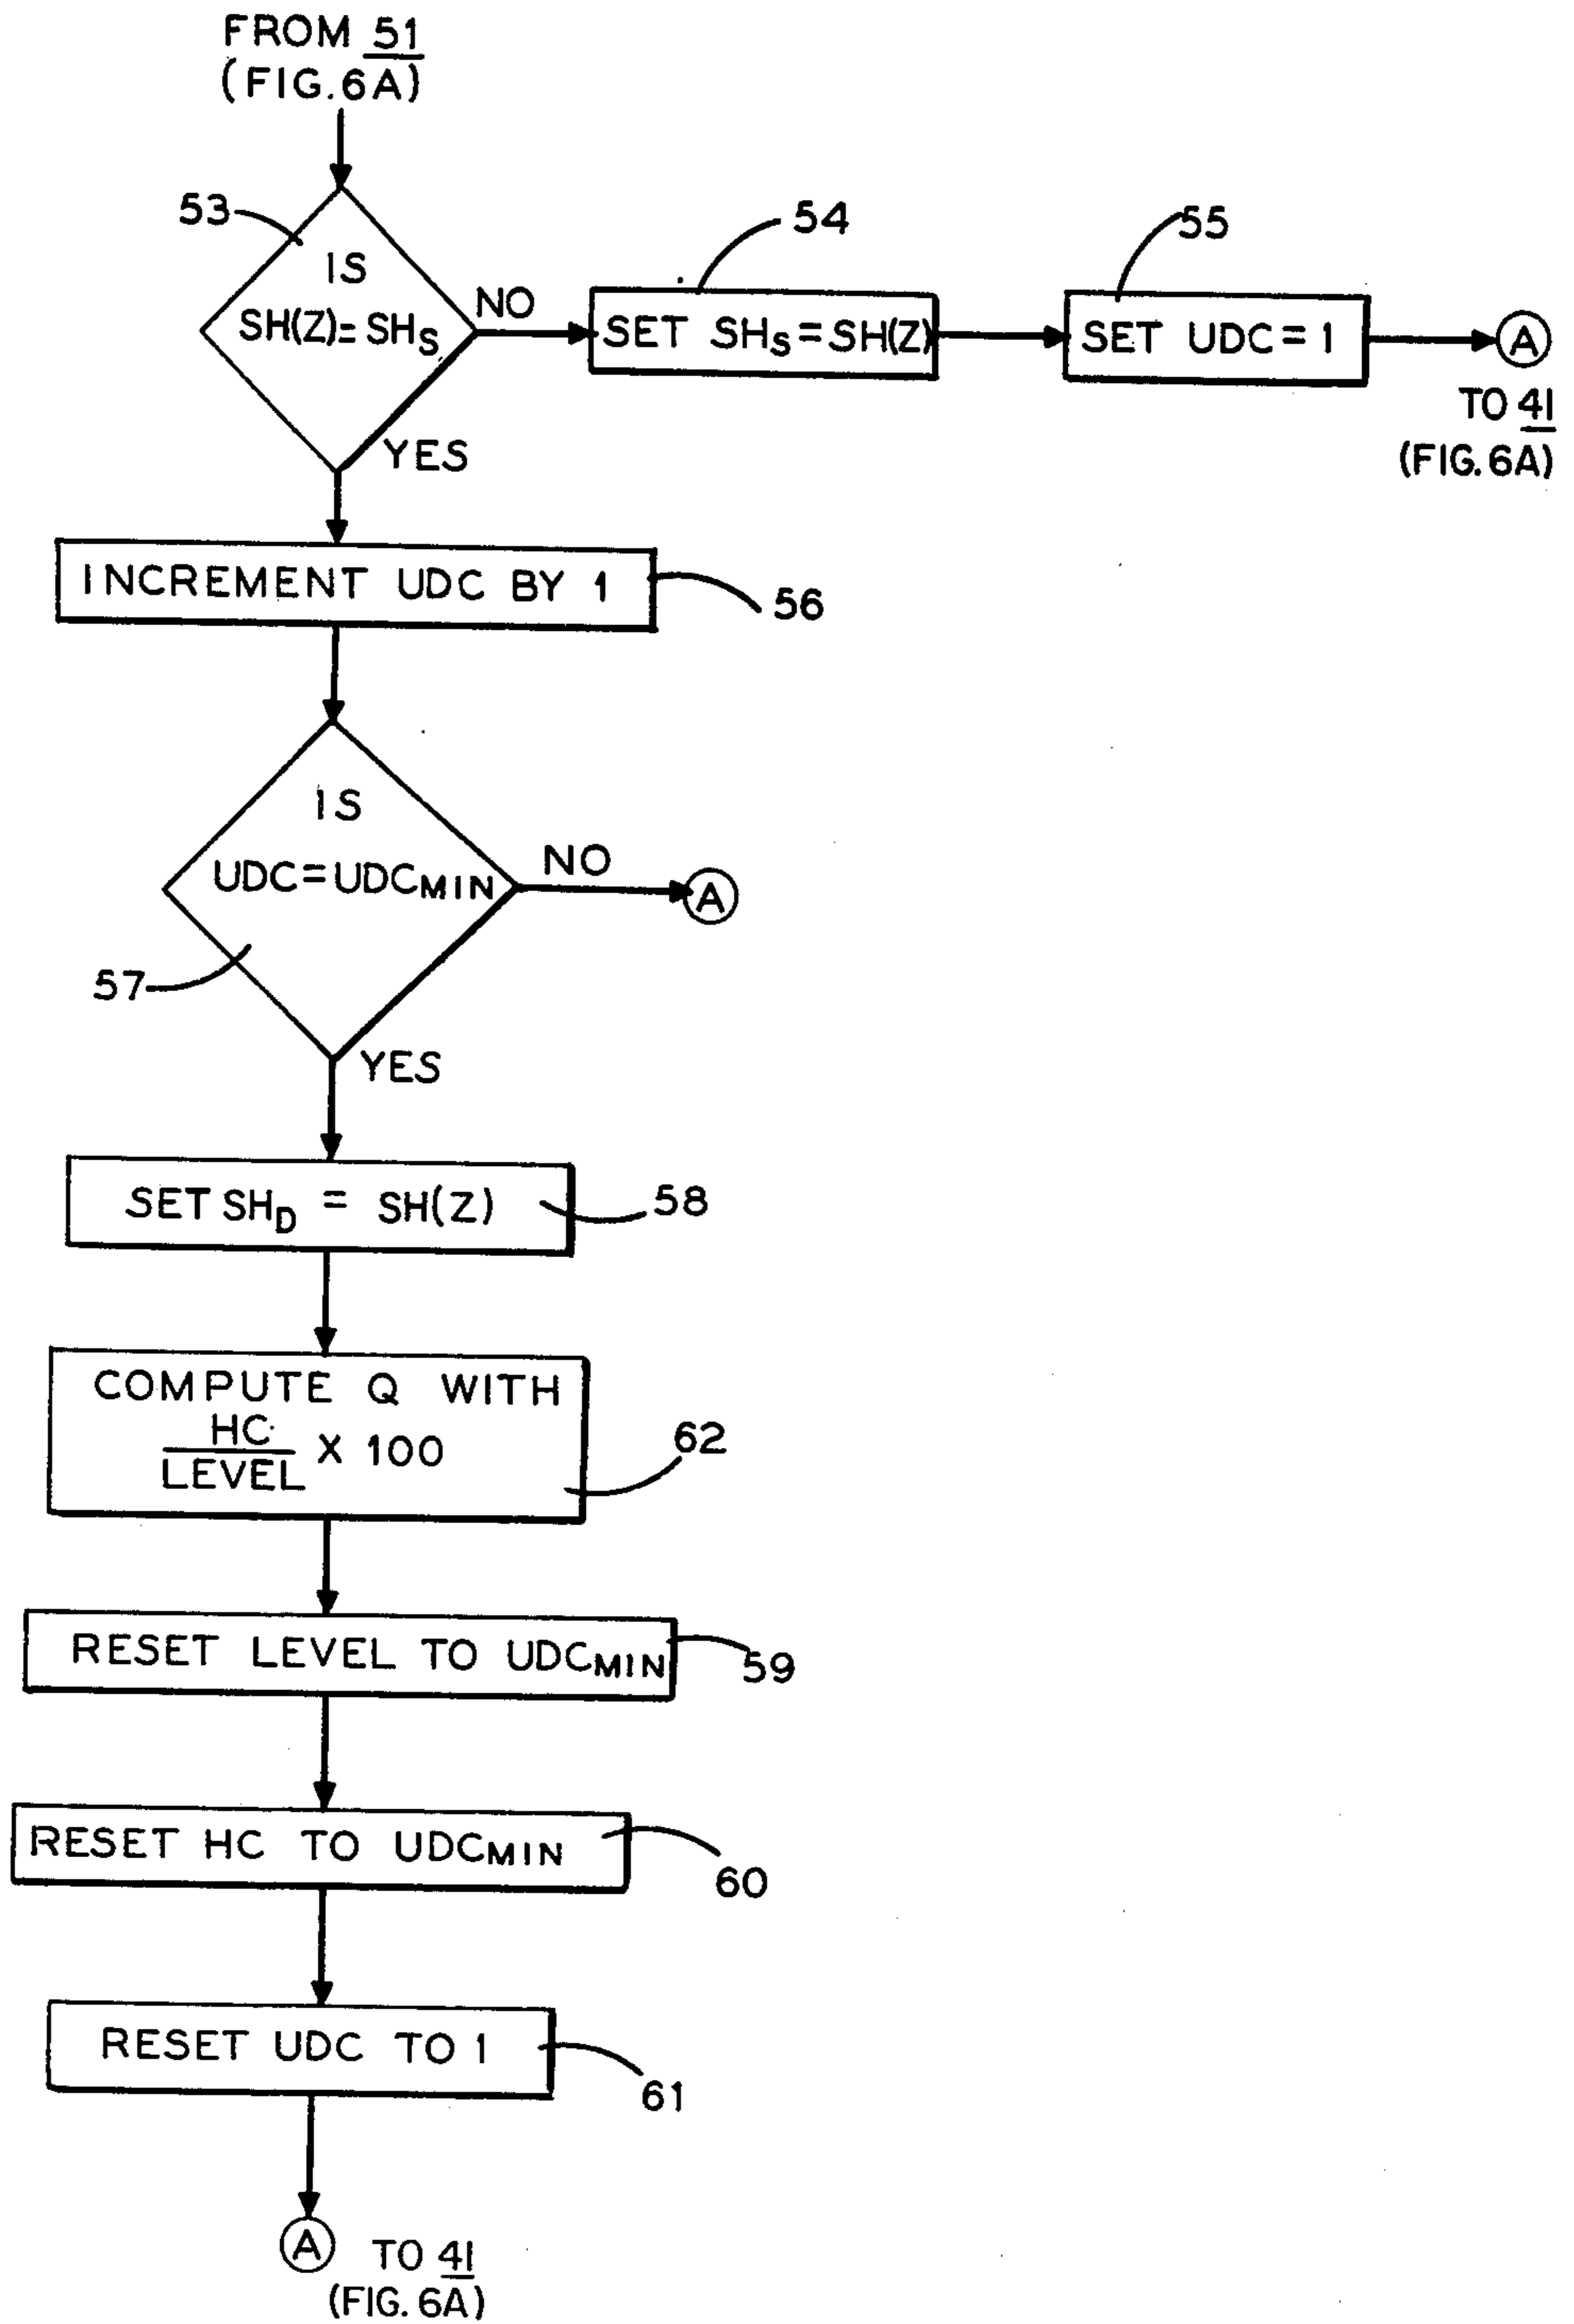 FROM 51
(FIG.6A)
53
IS
SH(Z)=SHS
NO
YES
54
SET SHS=SH(Z)
55
SET UDC=1
A
TO 41
(FIG.6A)
INCREMENT UDC BY 1
56
IS
UDC=UDCMIN
NO
A
57
YES
SET SHD = SH(Z)
58
COMPUTE Q WITH
HC
LEVEL X 100
62
RESET LEVEL TO UDCMIN
59
RESET HC TO UDCMIN
60
RESET UDC TO 1
61
A
TO 41
(FIG. 6A)